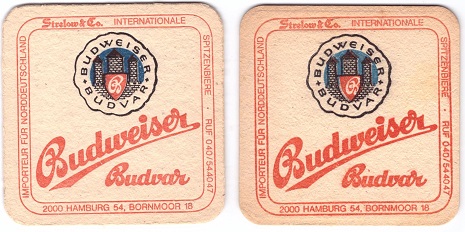 Strelow & Co. INTERNATIONALE
SPITZENBIERE · RUF 040/544047
IMPORTEUR FÜR NORDDEUTSCHLAND
BUDWEISER
BUDVAR
B
Budweiser
Budvar
2000 HAMBURG 54, BORNMOOR 18
Strelow & Co. INTERNATIONALE
SPITZENBIERE · RUF 040/544047
IMPORTEUR FÜR NORDDEUTSCHLAND
BUDWEISER
BUDVAR
B
Budweiser
Budvar
2000 HAMBURG 54, BORNMOOR 18